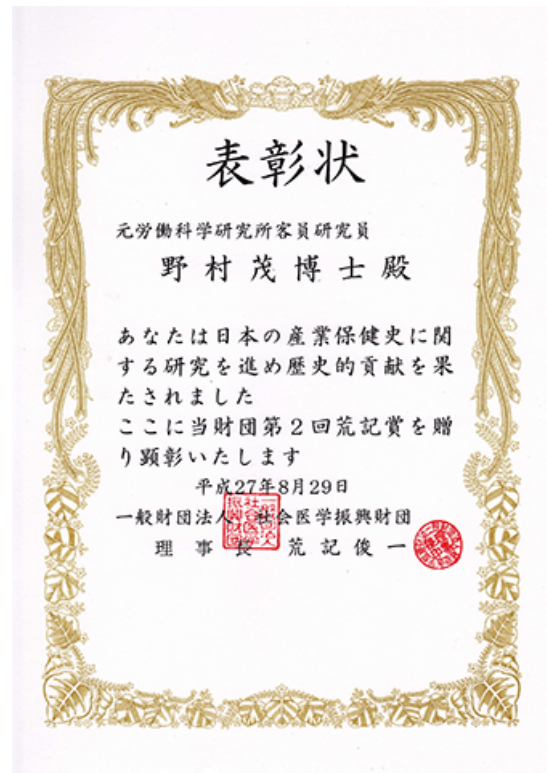 表彰状
元労働科学研究所客員研究員
野村茂博士殿
あなたは日本の産業保健史に関
する研究を進め歴史的貢献を果
たされました
ここに当財団第2回荒記賞を贈
り顕彰いたします
平成27年8月29日
一般財団法人 社会医学振興財団
理事長 荒記俊一